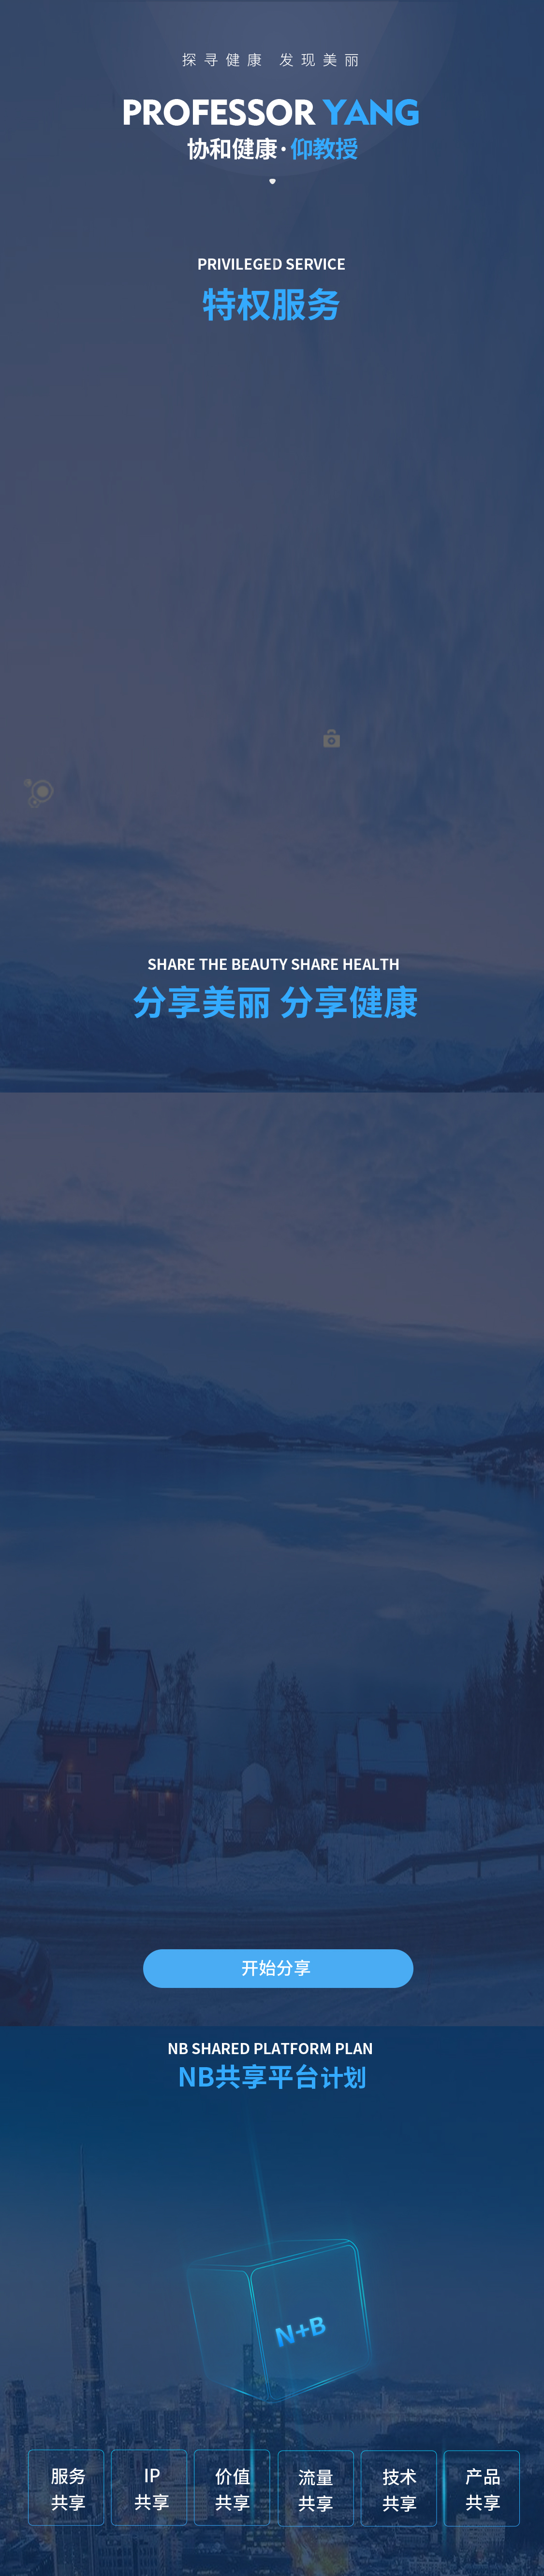 探寻健康 发现美丽
PROFESSOR YANG
协和健康·仰教授
PRIVILEGED SERVICE
特权服务
SHARE THE BEAUTY SHARE HEALTH
分享美丽 分享健康
开始分享
NB SHARED PLATFORM PLAN
NB共享平台计划
N+B
服务
共享
IP
共享
价值
共享
流量
共享
技术
共享
产品
共享